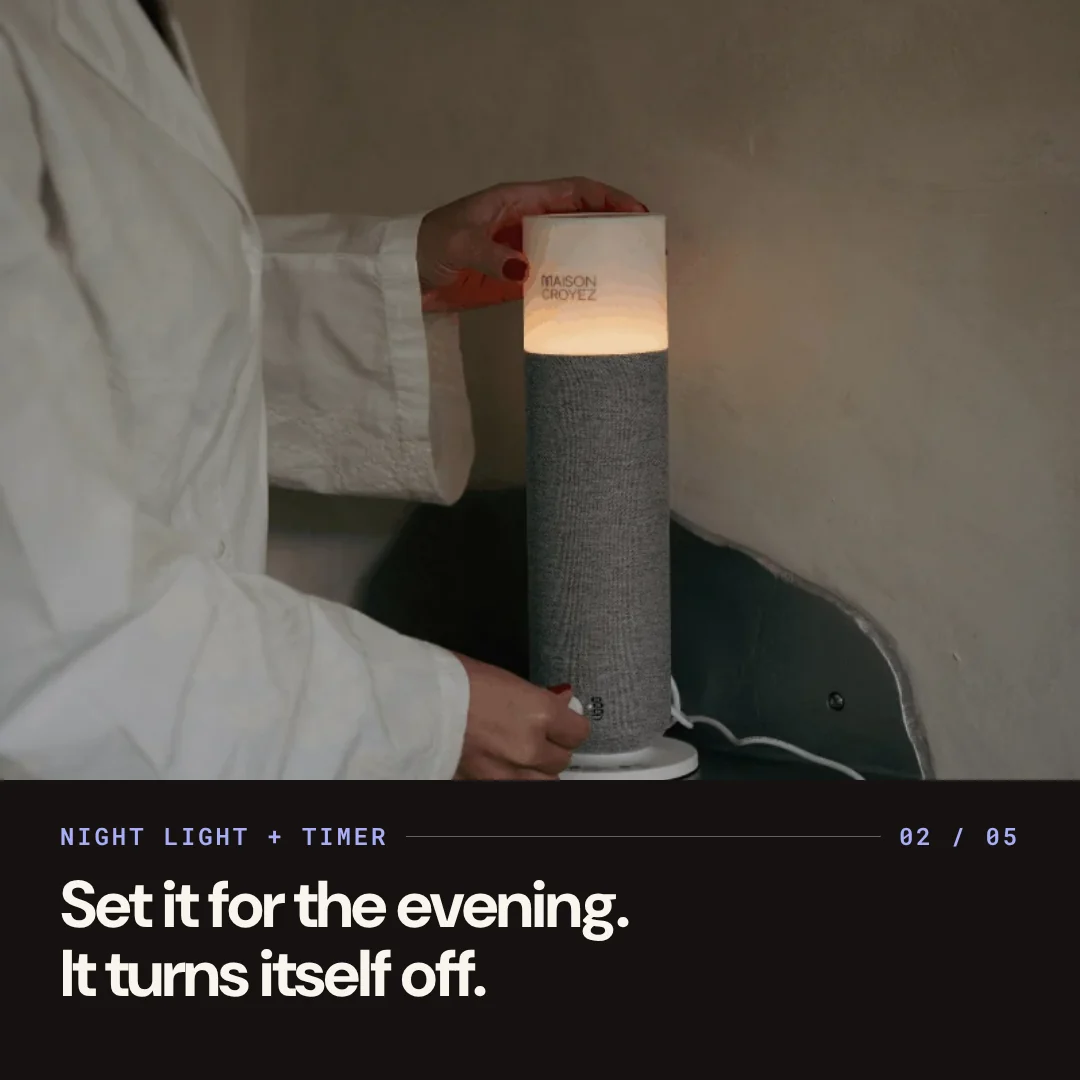 MAISON
CROYEZ
NIGHT LIGHT + TIMER
02 / 05
Set it for the evening.
It turns itself off.